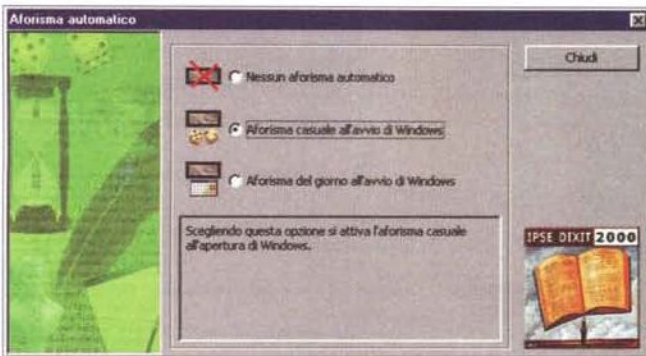 Aforisma automatico
Nessun aforisma automatico
Chiudi
Aforisma casuale all'avvio di Windows
Aforisma del giorno all'avvio di Windows
Scegliendo questa opzione si attiva l'aforisma casuale
all'apertura di Windows.
IPSE DIXIT 2000